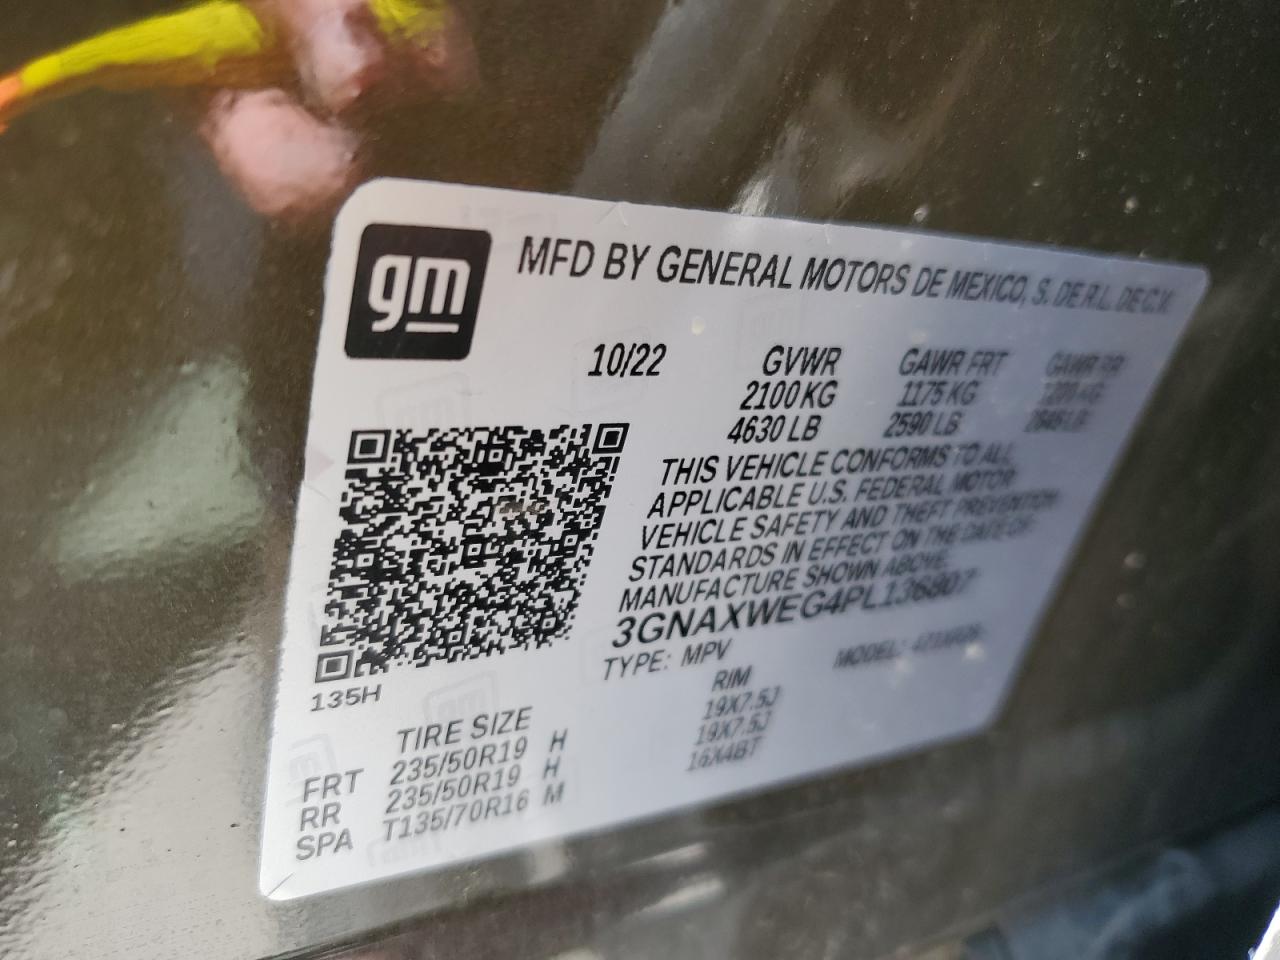 gm
MFD BY GENERAL MOTORS DE MEXICO, S. DE R.L. DE C.V.
10/22 GVWR GAWR FRT GAWR RR
2100 KG 1175 KG
4630 LB 2590 LB
THIS VEHICLE CONFORMS TO ALL
APPLICABLE U.S. FEDERAL MOTOR
VEHICLE SAFETY AND THEFT PREVENTION
STANDARDS IN EFFECT ON THE DATE OF
MANUFACTURE SHOWN ABOVE.
3GNAXWEG4PL136807
TYPE: MPV MODEL:
135H
TIRE SIZE RIM
FRT 235/50R19 H 19X7.5J
RR 235/50R19 H 19X7.5J
SPA T135/70R16 M 16X4BT